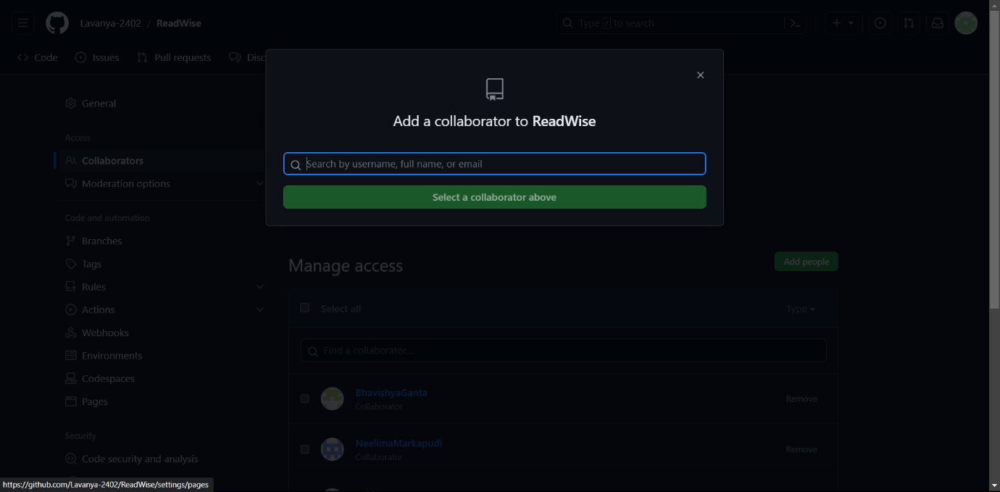 Lavanya-2402 / ReadWise
Type / to search
Code
Issues
Pull requests
Disc
Add a collaborator to ReadWise
Search by username, full name, or email
Select a collaborator above
General
Access
Collaborators
Moderation options
Code and automation
Branches
Tags
Rules
Actions
Webhooks
Environments
Codespaces
Pages
Security
Code security and analysis
Manage access
Add people
Select all
Type
Find a collaborator...
BhavishyaGanta
Collaborator
Remove
NeelimaMarkapudi
Collaborator
Remove
https://github.com/Lavanya-2402/ReadWise/settings/pages